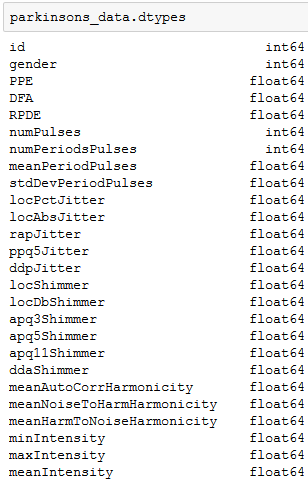 parkinsons_data.dtypes
id int64
gender int64
PPE float64
DFA float64
RPDE float64
numPulses int64
numPeriodsPulses int64
meanPeriodPulses float64
stdDevPeriodPulses float64
locPctJitter float64
locAbsJitter float64
rapJitter float64
ppq5Jitter float64
ddpJitter float64
locShimmer float64
locDbShimmer float64
apq3Shimmer float64
apq5Shimmer float64
apq11Shimmer float64
ddaShimmer float64
meanAutoCorrHarmonicity float64
meanNoiseToHarmHarmonicity float64
meanHarmToNoiseHarmonicity float64
minIntensity float64
maxIntensity float64
meanIntensity float64